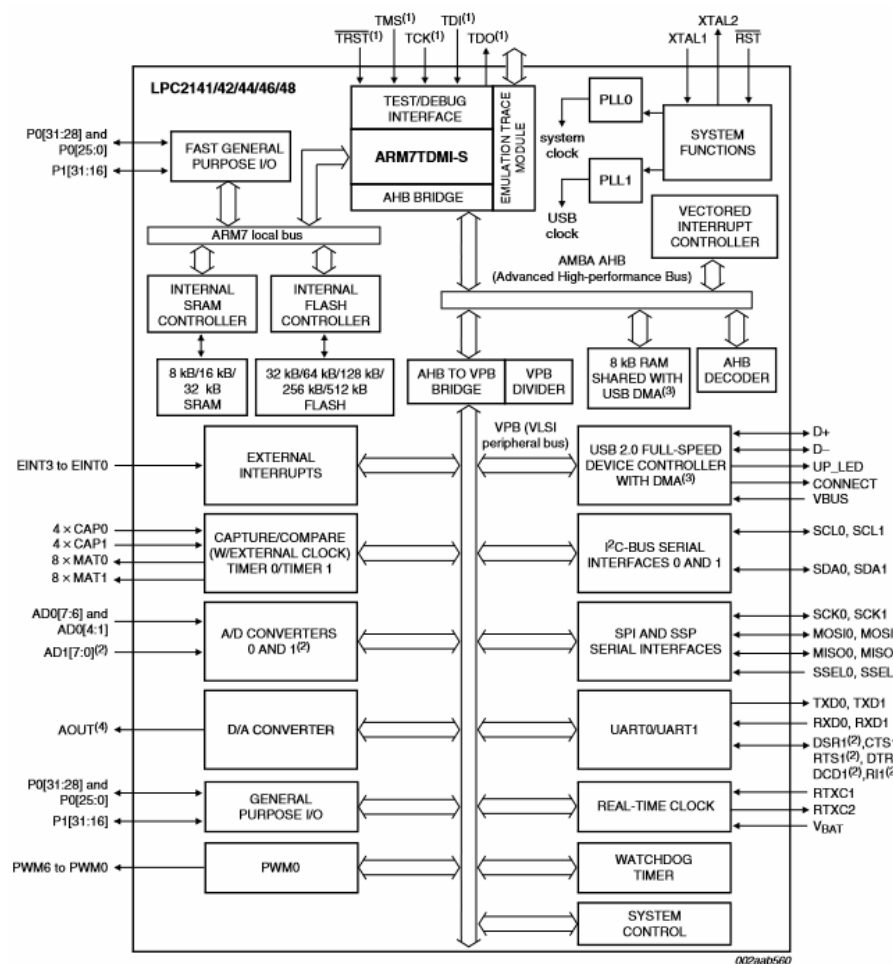 TMS(1) TDI(1) XTAL2
TRST(1) TCK(1) TDO(1) XTAL1 RST
LPC2141/42/44/46/48
TEST/DEBUG
INTERFACE
ARM7TDMI-S
AHB BRIDGE
EMULATION TRACE
MODULE
PLL0
system
clock
PLL1
USB
clock
SYSTEM
FUNCTIONS
VECTORED
INTERRUPT
CONTROLLER
P0[31:28] and
P0[25:0]
P1[31:16]
FAST GENERAL
PURPOSE I/O
ARM7 local bus
AMBA AHB
(Advanced High-performance Bus)
INTERNAL
SRAM
CONTROLLER
INTERNAL
FLASH
CONTROLLER
8 kB/16 kB/
32 kB
SRAM
32 kB/64 kB/128 kB/
256 kB/512 kB
FLASH
AHB TO VPB
BRIDGE
VPB
DIVIDER
8 kB RAM
SHARED WITH
USB DMA(3)
AHB
DECODER
VPB (VLSI
peripheral bus)
EINT3 to EINT0
EXTERNAL
INTERRUPTS
USB 2.0 FULL-SPEED
DEVICE CONTROLLER
WITH DMA(3)
D+
D−
UP_LED
CONNECT
VBUS
4 × CAP0
4 × CAP1
8 × MAT0
8 × MAT1
CAPTURE/COMPARE
(W/EXTERNAL CLOCK)
TIMER 0/TIMER 1
I2C-BUS SERIAL
INTERFACES 0 AND 1
SCL0, SCL1
SDA0, SDA1
AD0[7:6] and
AD0[4:1]
AD1[7:0](2)
A/D CONVERTERS
0 AND 1(2)
SPI AND SSP
SERIAL INTERFACES
SCK0, SCK1
MOSI0, MOSI
MISO0, MISO
SSEL0, SSEL
AOUT(4)
D/A CONVERTER
UART0/UART1
TXD0, TXD1
RXD0, RXD1
DSR1(2),CTS1
RTS1(2), DTR
DCD1(2),RI1(2
P0[31:28] and
P0[25:0]
P1[31:16]
GENERAL
PURPOSE I/O
REAL-TIME CLOCK
RTXC1
RTXC2
VBAT
PWM6 to PWM0
PWM0
WATCHDOG
TIMER
SYSTEM
CONTROL
002aab560